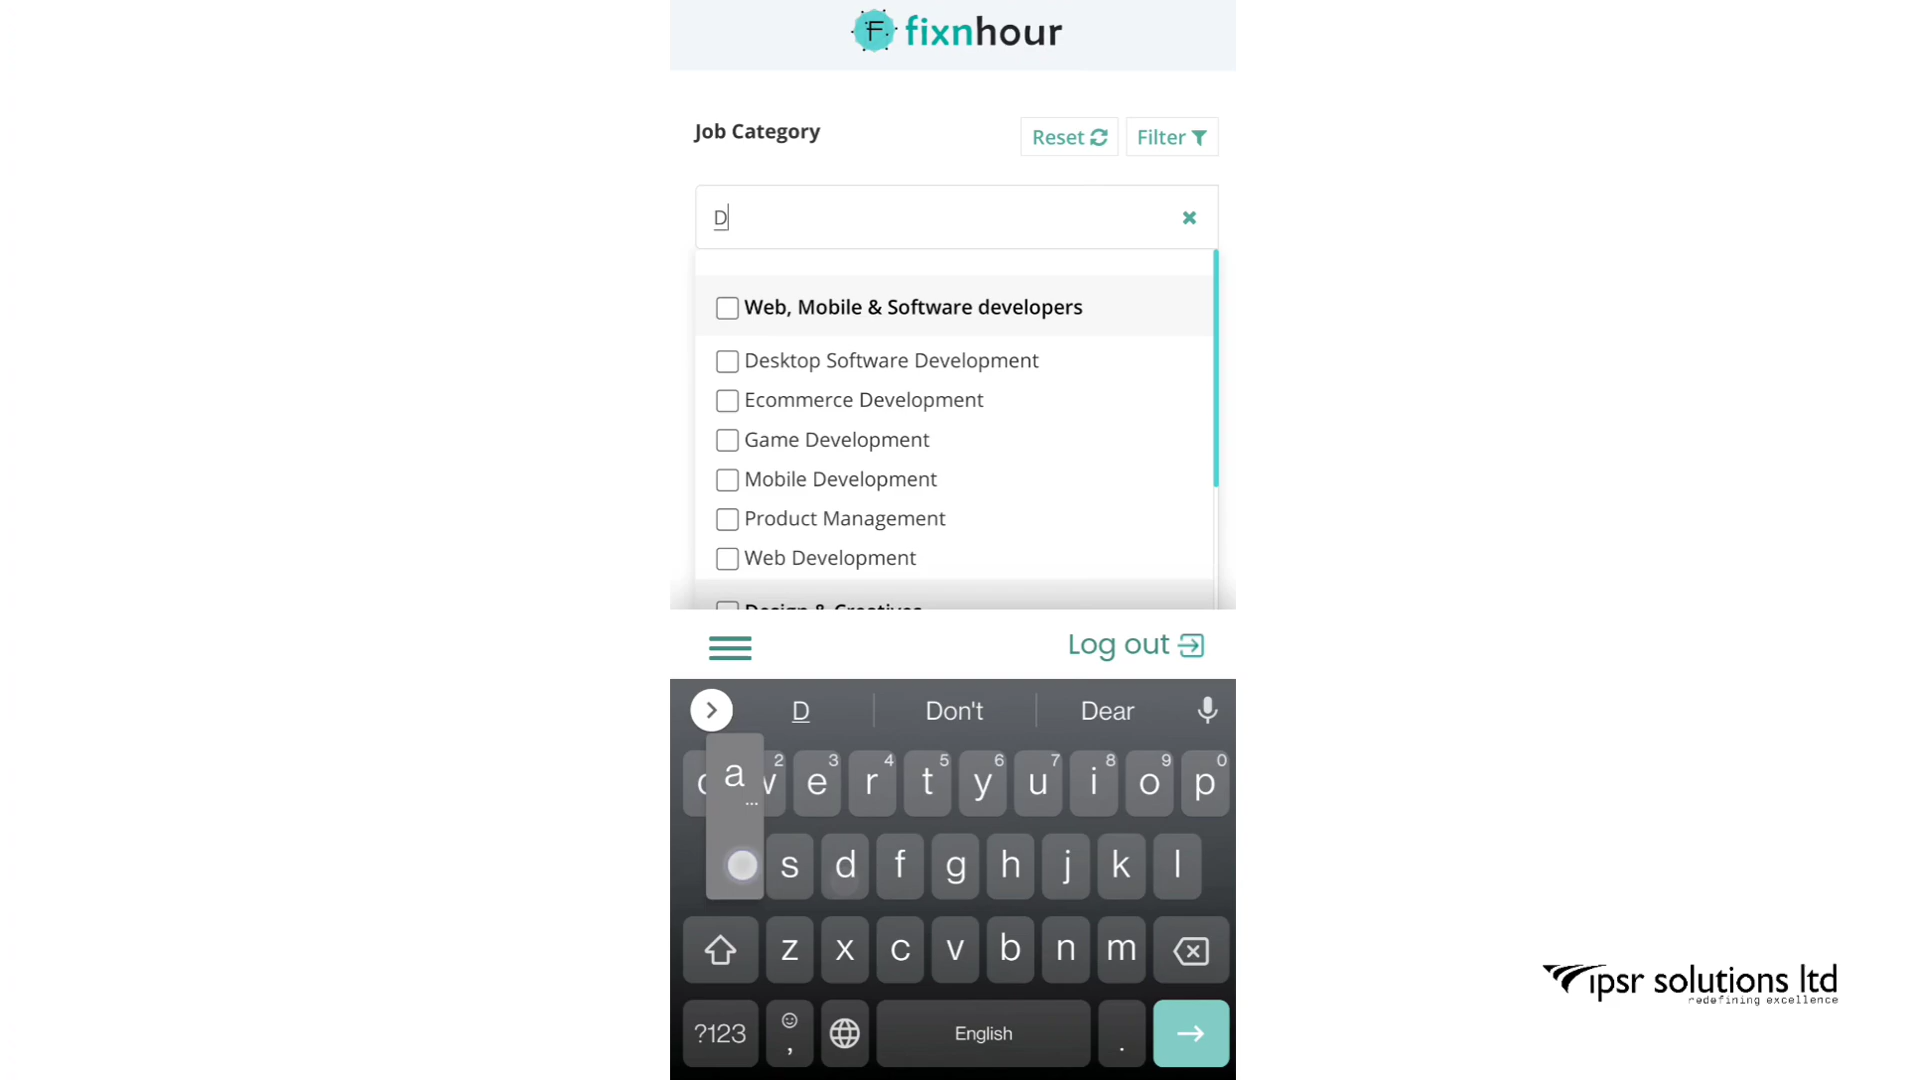 F fixnhour
Job Category
Reset
Filter
D
Web, Mobile & Software developers
Desktop Software Development
Ecommerce Development
Game Development
Mobile Development
Product Management
Web Development
Design & Creatives
Log out
D Don't Dear
2 3 4 5 6 7 8 9 0
a e r t y u i o p
s d f g h j k l
z x c v b n m
?123 , English .
ipsr solutions ltd
redefining excellence